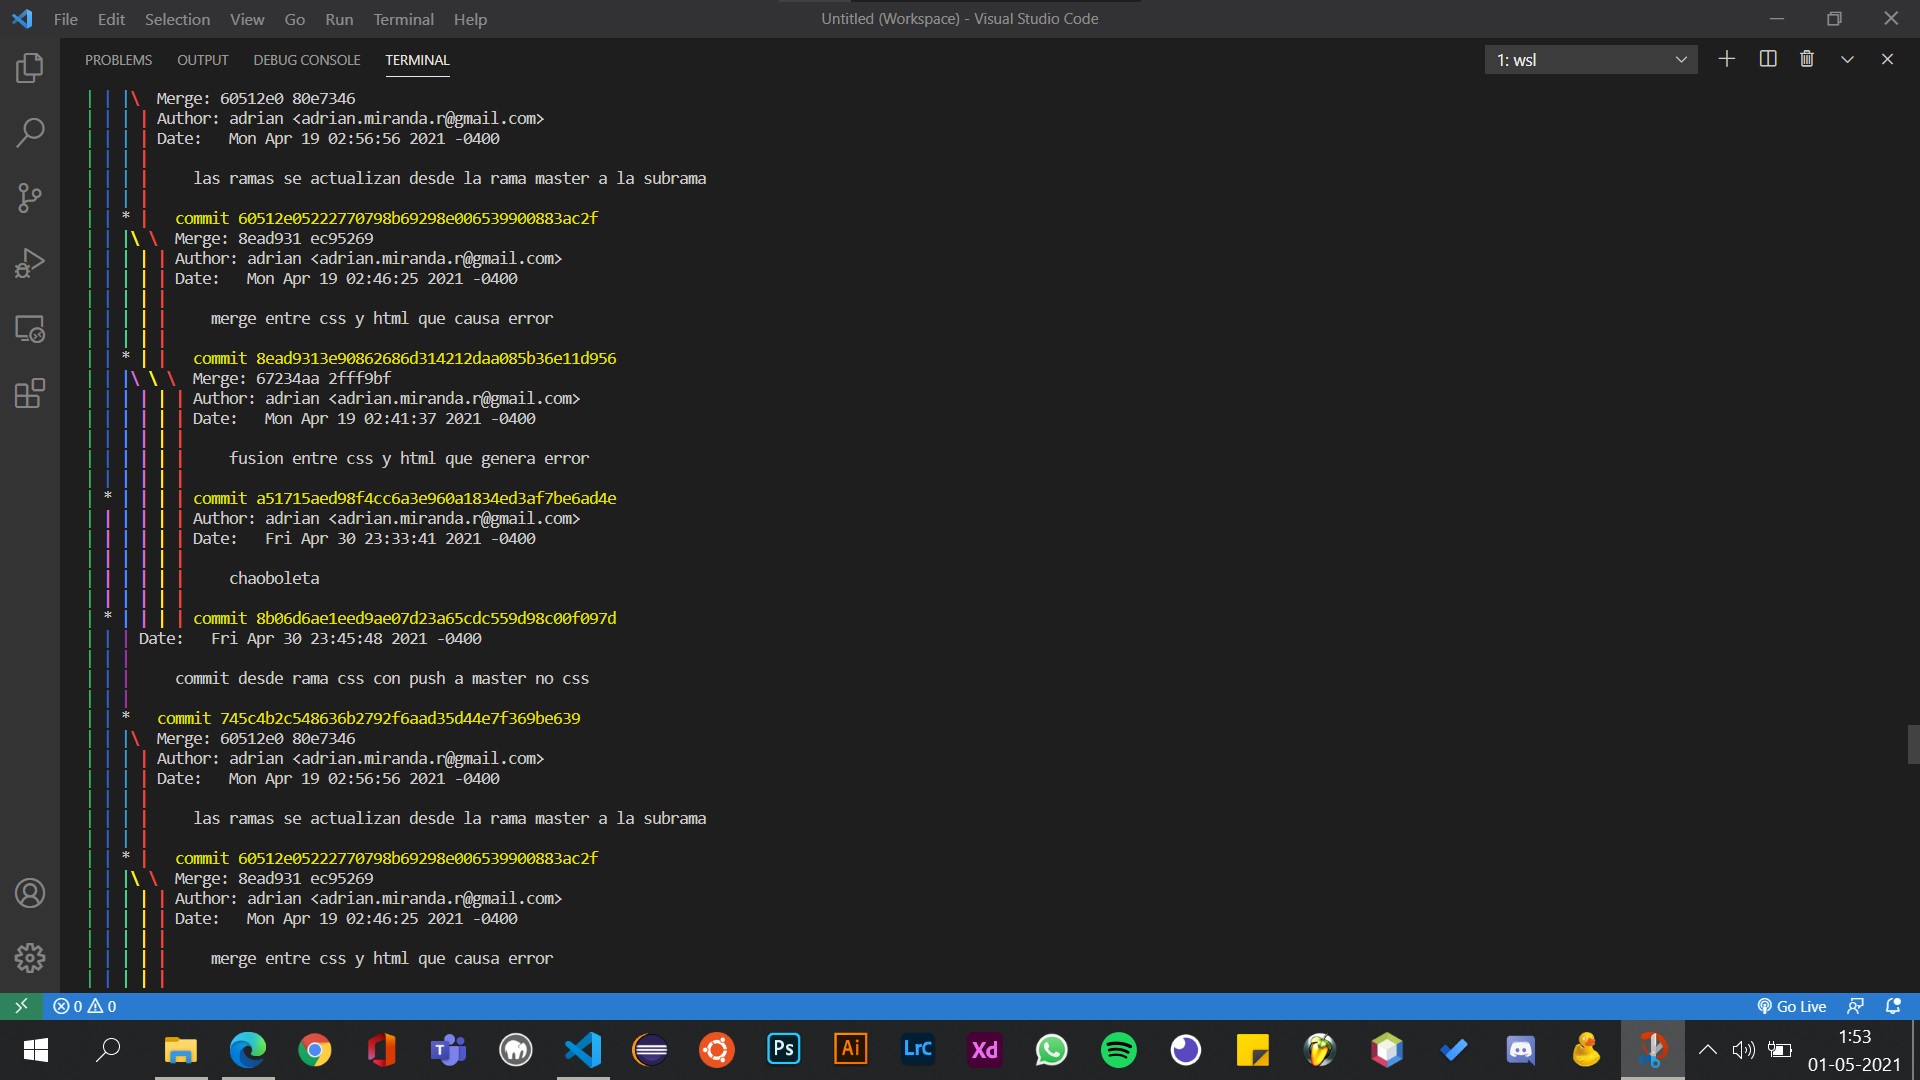 File Edit Selection View Go Run Terminal Help
Untitled (Workspace) - Visual Studio Code
PROBLEMS OUTPUT DEBUG CONSOLE TERMINAL
1: wsl
| | |\ Merge: 60512e0 80e7346
| | | | Author: adrian <adrian.miranda.r@gmail.com>
| | | | Date:   Mon Apr 19 02:56:56 2021 -0400
| | | |
| | | |     las ramas se actualizan desde la rama master a la subrama
| | | |
| | * |   commit 60512e05222770798b69298e006539900883ac2f
| | |\ \  Merge: 8ead931 ec95269
| | | | | Author: adrian <adrian.miranda.r@gmail.com>
| | | | | Date:   Mon Apr 19 02:46:25 2021 -0400
| | | | |
| | | | |     merge entre css y html que causa error
| | | | |
| | * | |   commit 8ead9313e90862686d314212daa085b36e11d956
| | |\ \ \  Merge: 67234aa 2fff9bf
| | | | | | Author: adrian <adrian.miranda.r@gmail.com>
| | | | | | Date:   Mon Apr 19 02:41:37 2021 -0400
| | | | | |
| | | | | |     fusion entre css y html que genera error
| | | | | |
| * | | | | commit a51715aed98f4cc6a3e960a1834ed3af7be6ad4e
| | | | | | Author: adrian <adrian.miranda.r@gmail.com>
| | | | | | Date:   Fri Apr 30 23:33:41 2021 -0400
| | | | | |
| | | | | |     chaoboleta
| | | | | |
| * | | | | commit 8b06d6ae1eed9ae07d23a65cdc559d98c00f097d
| | | Date:   Fri Apr 30 23:45:48 2021 -0400
| | |
| | |     commit desde rama css con push a master no css
| | |
| | *   commit 745c4b2c548636b2792f6aad35d44e7f369be639
| | |\  Merge: 60512e0 80e7346
| | | | Author: adrian <adrian.miranda.r@gmail.com>
| | | | Date:   Mon Apr 19 02:56:56 2021 -0400
| | | |
| | | |     las ramas se actualizan desde la rama master a la subrama
| | | |
| | * |   commit 60512e05222770798b69298e006539900883ac2f
| | |\ \  Merge: 8ead931 ec95269
| | | | | Author: adrian <adrian.miranda.r@gmail.com>
| | | | | Date:   Mon Apr 19 02:46:25 2021 -0400
| | | | |
| | | | |     merge entre css y html que causa error
| | | | |
0 0
Go Live
Ps Ai LrC Xd
1:53
01-05-2021